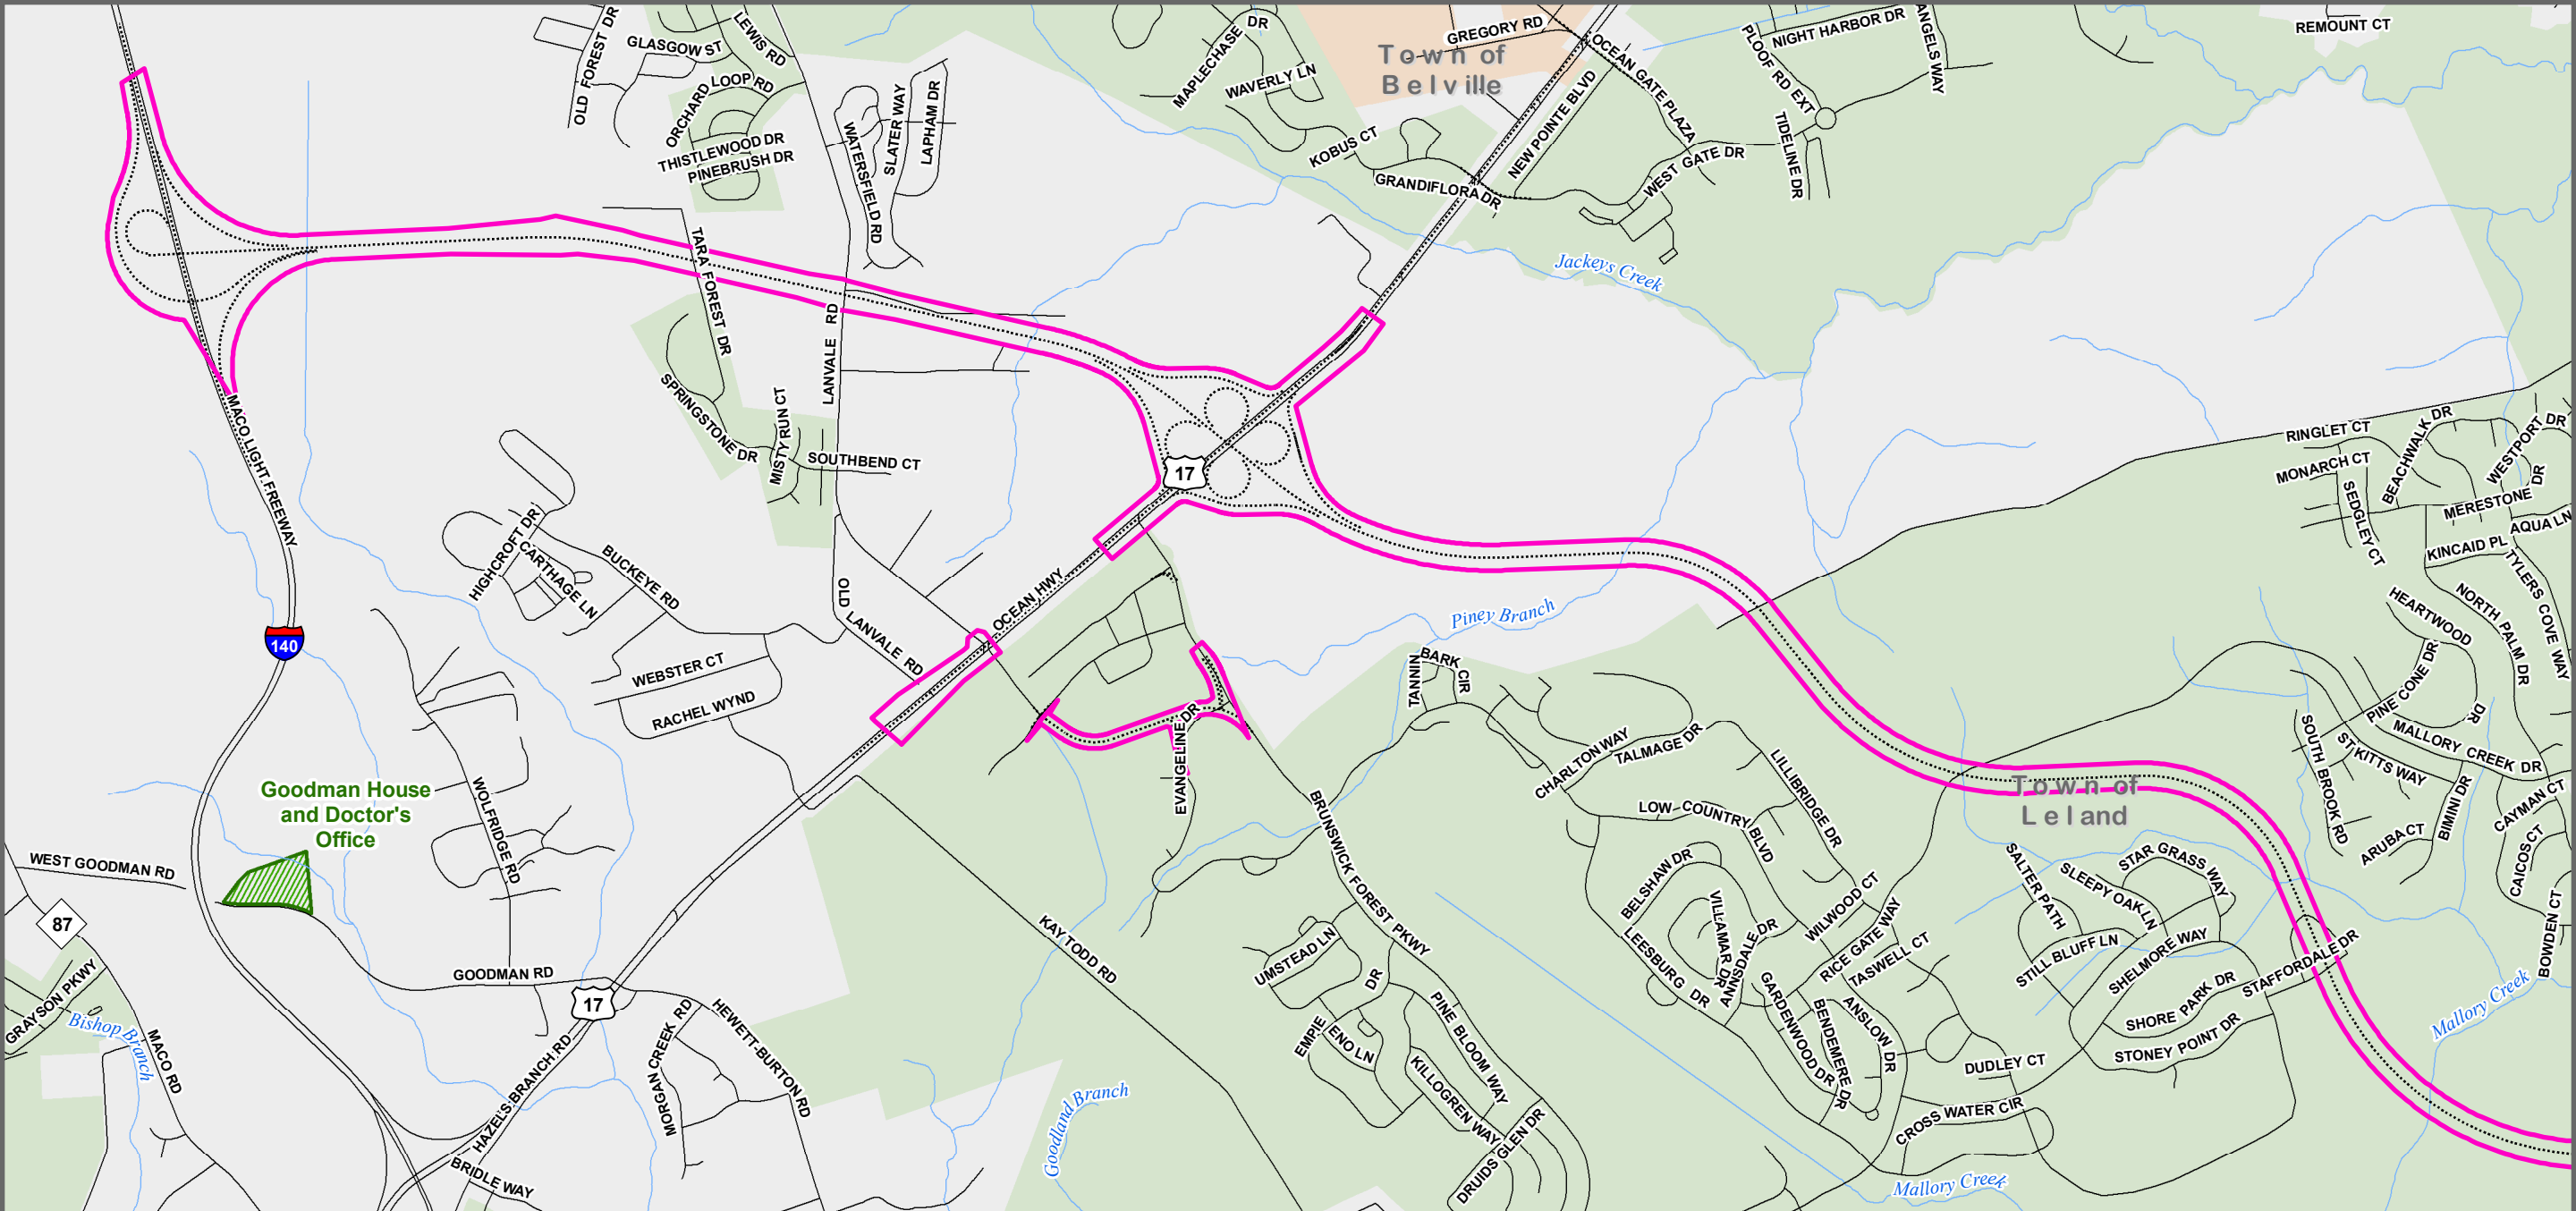 OLD FOREST DR
GLASGOW ST
LEWIS RD
ORCHARD LOOP RD
THISTLEWOOD DR
PINEBRUSH DR
WATERSFIELD RD
SLATER WAY
LAPHAM DR
MAPLECHASE DR
WAVERLY LN
KOBUS CT
GREGORY RD
Town of
Belville
GRANDIFLORA DR
NEW POINTE BLVD
OCEAN GATE PLAZA
WEST GATE DR
PLOOF RD EXT
NIGHT HARBOR DR
ANGELS WAY
TIDELINE DR
REMOUNT CT
Jackeys Creek
TARA FOREST DR
LANVALE RD
SPRINGSTONE DR
MISTY RUN CT
SOUTHBEND CT
MACO LIGHT FREEWAY
17
HIGHCROFT DR
CARTHAGE LN
BUCKEYE RD
OLD LANVALE RD
OCEAN HWY
140
WEBSTER CT
RACHEL WYND
EVANGELINE DR
Piney Branch
TANNIN
BARK CIR
RINGLET CT
MONARCH CT
SEDGLEY CT
BEACHWALK DR
WESTPORT DR
MERESTONE DR
AQUA LN
KINCAID PL
TYLERS COVE WAY
HEARTWOOD DR
NORTH PALM DR
PINE CONE DR
MALLORY CREEK DR
SOUTH BROOK RD
ST KITTS WAY
BIMINI DR
ARUBA CT
CAYMAN CT
CAICOS CT
BOWDEN CT
Goodman House
and Doctor's
Office
WEST GOODMAN RD
87
WOLFRIDGE RD
GOODMAN RD
17
GRAYSON PKWY
Bishop Branch
MACO RD
HAZELS BRANCH RD
BRIDLE WAY
MORGAN CREEK RD
HEWETT-BURTON RD
KAY TODD RD
Goodland Branch
BRUNSWICK FOREST PKWY
UMSTEAD LN
EMPIE DR
ENO LN
PINE BLOOM WAY
KILLOGREN WAY
DRUIDS GLEN DR
CHARLTON WAY
TALMAGE DR
LILLIBRIDGE DR
LOW COUNTRY BLVD
BELSHAW DR
VILLAMAR DR
ANNSDALE DR
LEESBURG DR
WILWOOD CT
RICE GATE WAY
TASWELL CT
GARDENWOOD DR
BENDEMERE DR
ANSLOW DR
DUDLEY CT
CROSS WATER CIR
Town of
Leland
SALTER PATH
SLEEPY OAK LN
STAR GRASS WAY
STILL BLUFF LN
SHELMORE WAY
SHORE PARK DR
STONEY POINT DR
STAFFORDALE DR
Mallory Creek
Mallory Creek